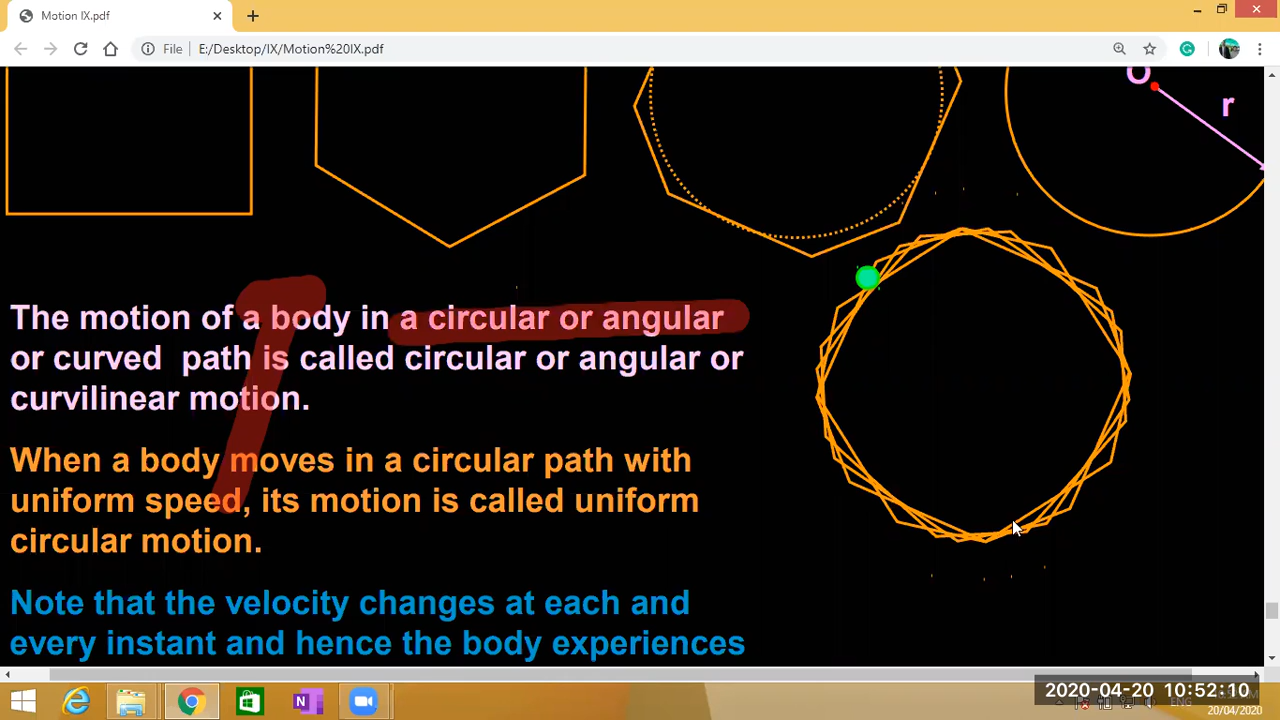 Motion IX.pdf
File E:/Desktop/IX/Motion%20IX.pdf
O
r
The motion of a body in a circular or angular
or curved path is called circular or angular or
curvilinear motion.
When a body moves in a circular path with
uniform speed, its motion is called uniform
circular motion.
Note that the velocity changes at each and
every instant and hence the body experiences
2020-04-20 10:52:10
ENG
20/04/2020